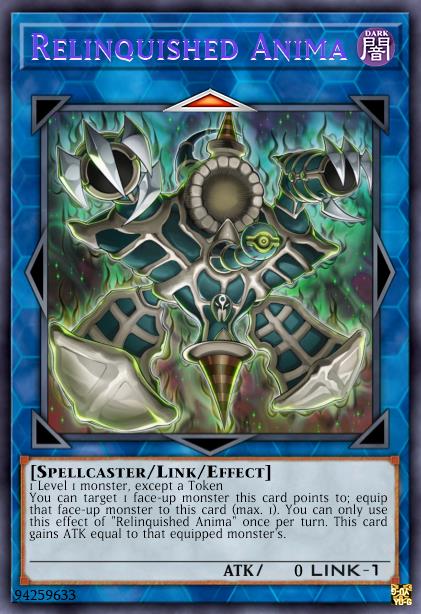 Relinquished Anima
DARK
闇
[Spellcaster/Link/Effect]
1 Level 1 monster, except a Token
You can target 1 face-up monster this card points to; equip
that face-up monster to this card (max. 1). You can only use
this effect of "Relinquished Anima" once per turn. This card
gains ATK equal to that equipped monster's.
ATK/ 0 LINK-1
94259633